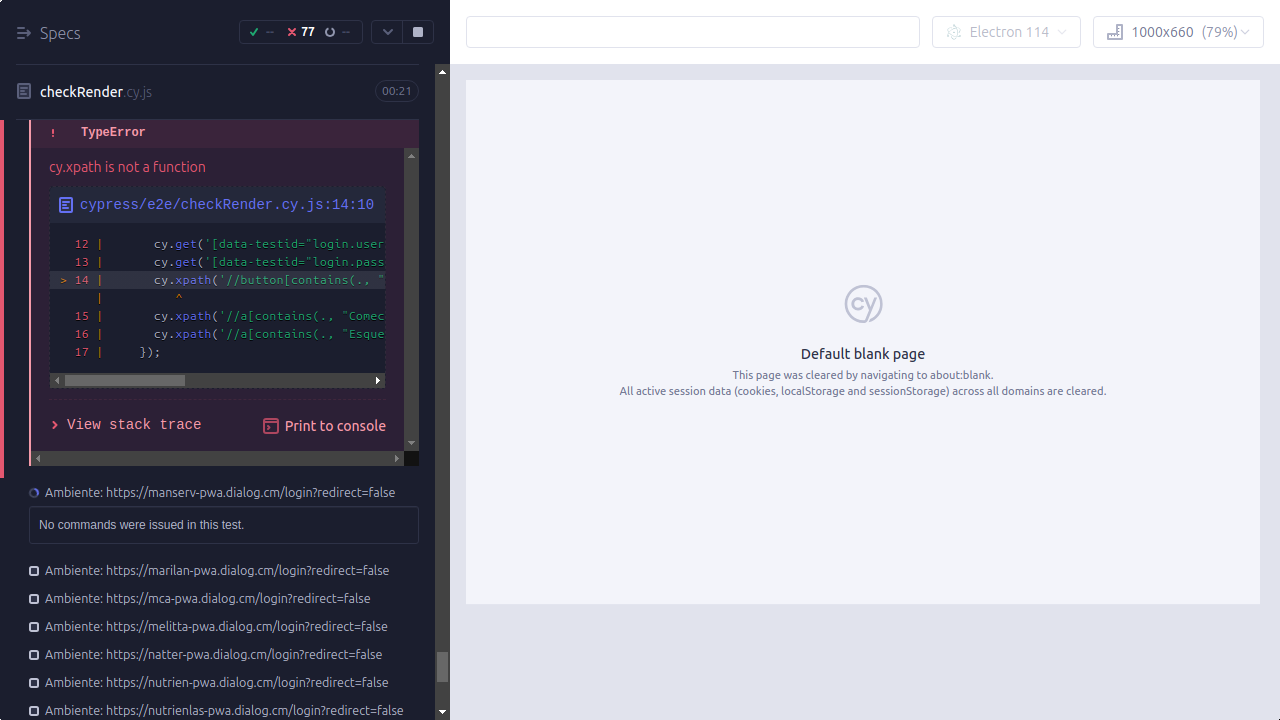 Specs
-- 77 --
Electron 114
1000x660 (79%)
checkRender.cy.js
00:21
! TypeError
cy.xpath is not a function
cypress/e2e/checkRender.cy.js:14:10
12 | cy.get('[data-testid="login.user
13 | cy.get('[data-testid="login.pass
> 14 | cy.xpath('//button[contains(., "
| ^
15 | cy.xpath('//a[contains(., "Comec
16 | cy.xpath('//a[contains(., "Esque
17 | });
View stack trace
Print to console
Ambiente: https://manserv-pwa.dialog.cm/login?redirect=false
No commands were issued in this test.
Ambiente: https://marilan-pwa.dialog.cm/login?redirect=false
Ambiente: https://mca-pwa.dialog.cm/login?redirect=false
Ambiente: https://melitta-pwa.dialog.cm/login?redirect=false
Ambiente: https://natter-pwa.dialog.cm/login?redirect=false
Ambiente: https://nutrien-pwa.dialog.cm/login?redirect=false
Ambiente: https://nutrienlas-pwa.dialog.cm/login?redirect=false
cy
Default blank page
This page was cleared by navigating to about:blank.
All active session data (cookies, localStorage and sessionStorage) across all domains are cleared.